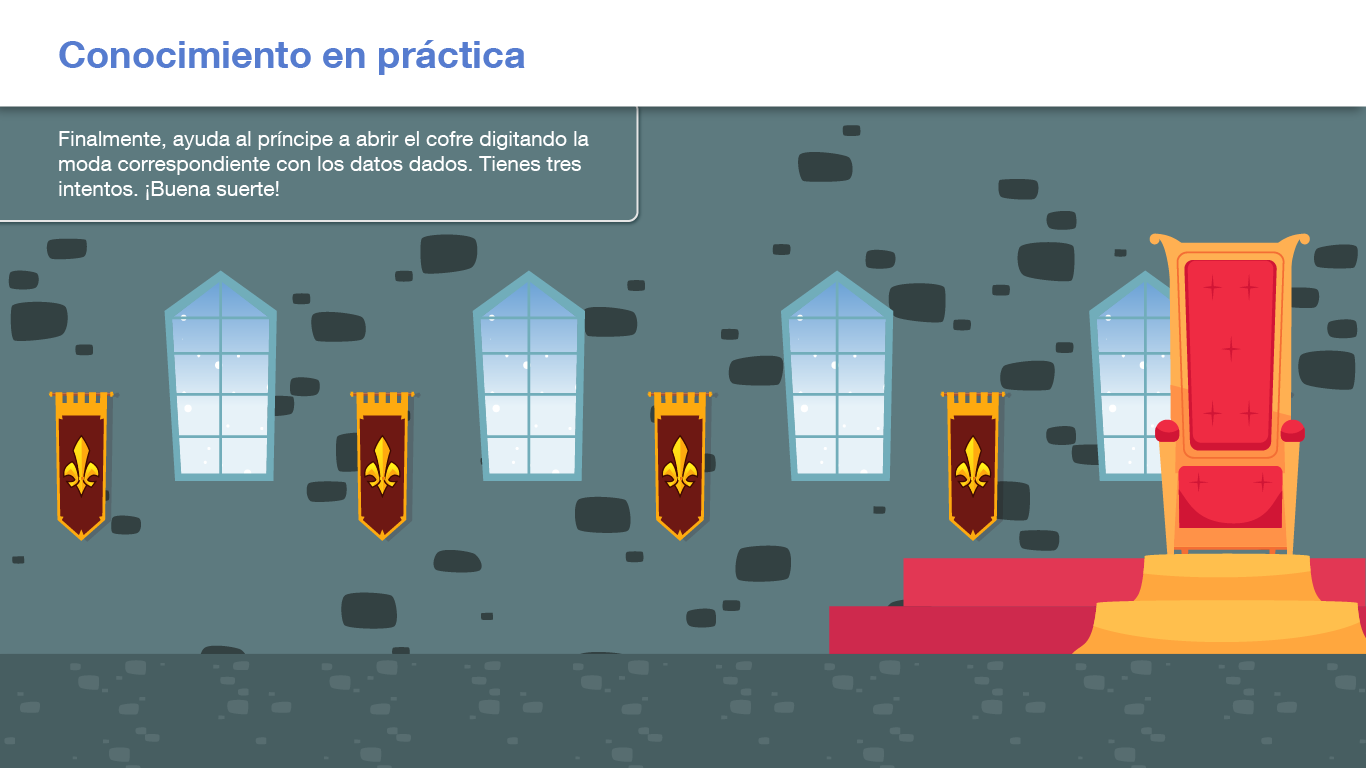 Conocimiento en práctica
Finalmente, ayuda al príncipe a abrir el cofre digitando la
moda correspondiente con los datos dados. Tienes tres
intentos. ¡Buena suerte!